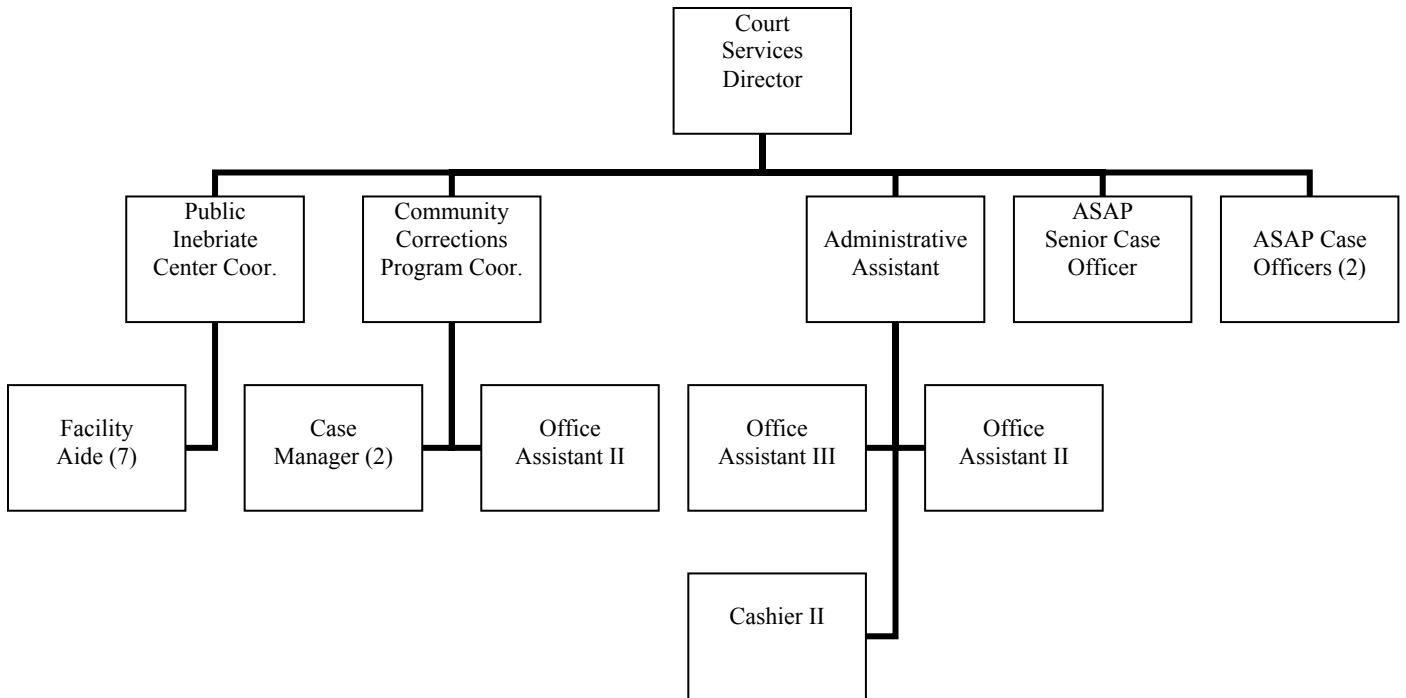 Court
Services
Director
Public
Inebriate
Center Coor.
Community
Corrections
Program Coor.
Administrative
Assistant
ASAP
Senior Case
Officer
ASAP Case
Officers (2)
Facility
Aide (7)
Case
Manager (2)
Office
Assistant II
Office
Assistant III
Office
Assistant II
Cashier II